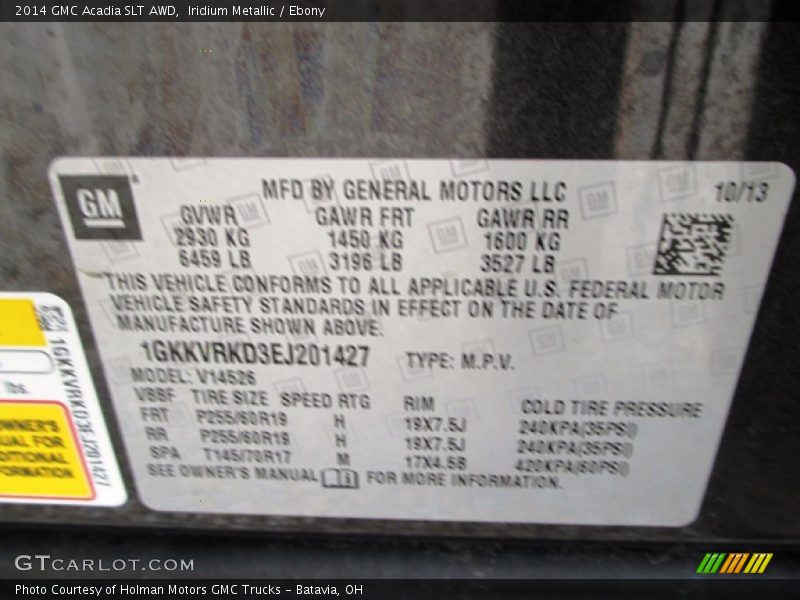 2014 GMC Acadia SLT AWD,  Iridium Metallic / Ebony
GM
MFD BY GENERAL MOTORS LLC 10/13
GVWR GAWR FRT GAWR RR
2930 KG 1450 KG 1600 KG
6459 LB 3196 LB 3527 LB
THIS VEHICLE CONFORMS TO ALL APPLICABLE U.S. FEDERAL MOTOR
VEHICLE SAFETY STANDARDS IN EFFECT ON THE DATE OF
MANUFACTURE SHOWN ABOVE.
1GKKVRKD3EJ201427 TYPE: M.P.V.
MODEL: V14526
VBBF TIRE SIZE SPEED RTG RIM COLD TIRE PRESSURE
FRT P255/60R19 H 19X7.5J 240KPA(35PSI)
RR P255/60R19 H 19X7.5J 240KPA(35PSI)
SPA T145/70R17 M 17X4.5B 420KPA(60PSI)
SEE OWNER'S MANUAL FOR MORE INFORMATION.
lbs.
1GKKVRKD3EJ201427
OWNER'S
UAL FOR
DDITIONAL
FORMATION
GTCARLOT.COM
Photo Courtesy of Holman Motors GMC Trucks - Batavia, OH